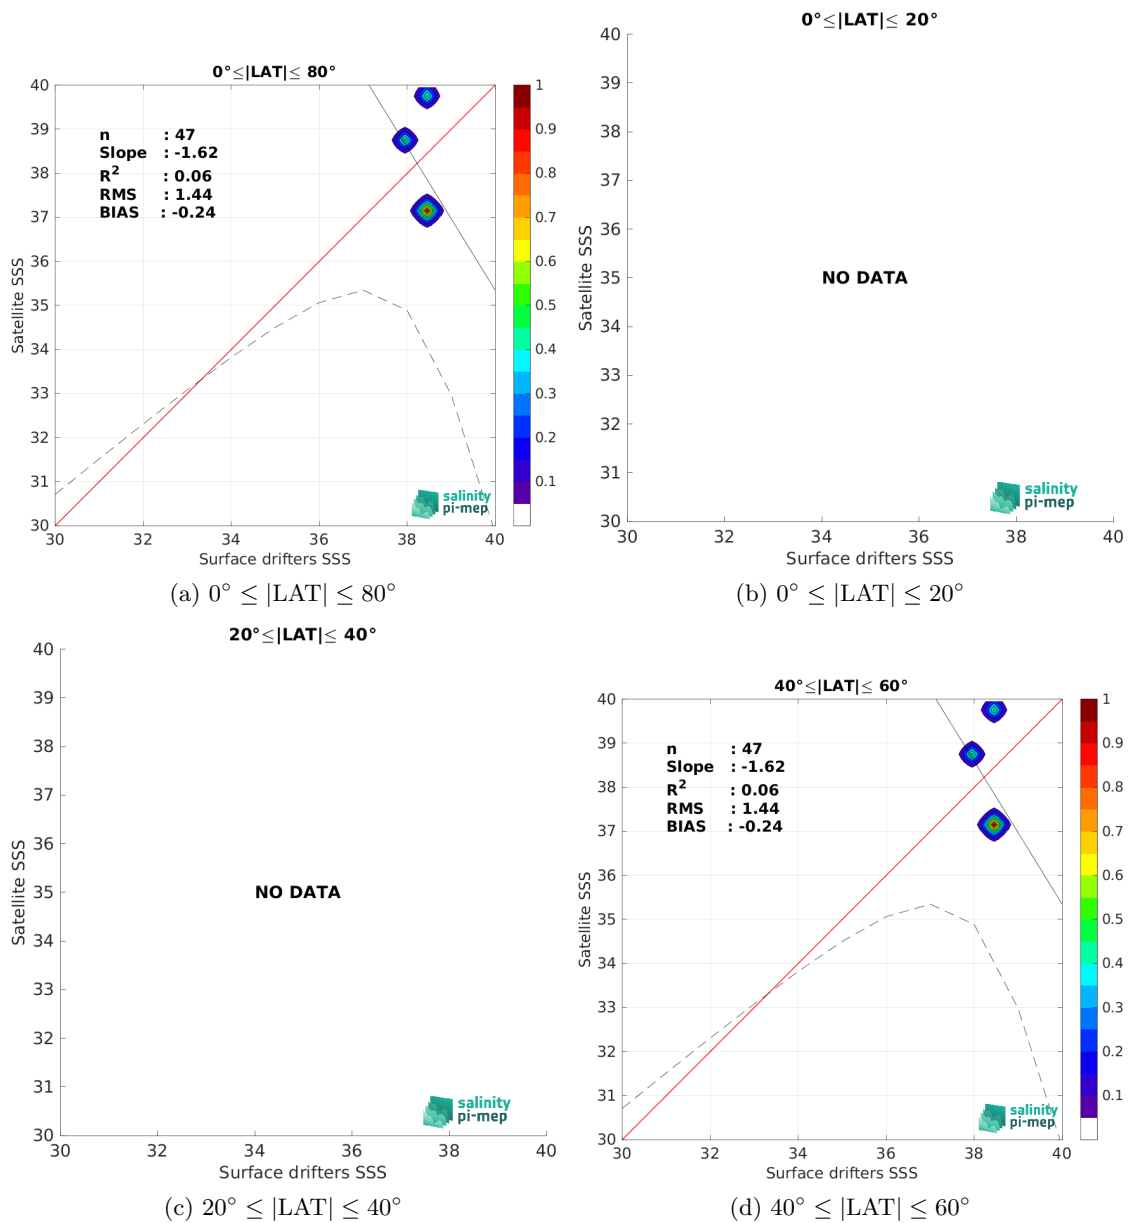 0°≤|LAT|≤ 80°
40
39
38
37
36
35
34
33
32
31
30
Satellite SSS
n : 47
Slope : -1.62
R² : 0.06
RMS : 1.44
BIAS : -0.24
1
0.9
0.8
0.7
0.6
0.5
0.4
0.3
0.2
0.1
salinity
pi-mep
30 32 34 36 38 40
Surface drifters SSS
(a) 0° ≤ |LAT| ≤ 80°
0°≤|LAT|≤ 20°
40
39
38
37
36
35
34
33
32
31
30
Satellite SSS
NO DATA
salinity
pi-mep
30 32 34 36 38 40
Surface drifters SSS
(b) 0° ≤ |LAT| ≤ 20°
20°≤|LAT|≤ 40°
40
39
38
37
36
35
34
33
32
31
30
Satellite SSS
NO DATA
salinity
pi-mep
30 32 34 36 38 40
Surface drifters SSS
(c) 20° ≤ |LAT| ≤ 40°
40°≤|LAT|≤ 60°
40
39
38
37
36
35
34
33
32
31
30
Satellite SSS
n : 47
Slope : -1.62
R² : 0.06
RMS : 1.44
BIAS : -0.24
1
0.9
0.8
0.7
0.6
0.5
0.4
0.3
0.2
0.1
salinity
pi-mep
30 32 34 36 38 40
Surface drifters SSS
(d) 40° ≤ |LAT| ≤ 60°